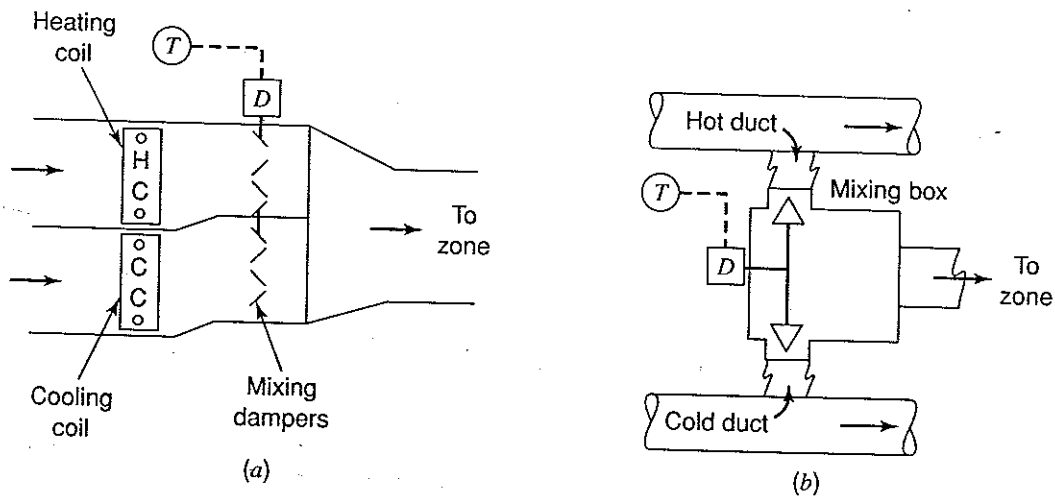 Heating
coil
T
D
H
C
C
C
To
zone
Cooling
coil
Mixing
dampers
(a)
Hot duct
Mixing box
T
D
To
zone
Cold duct
(b)